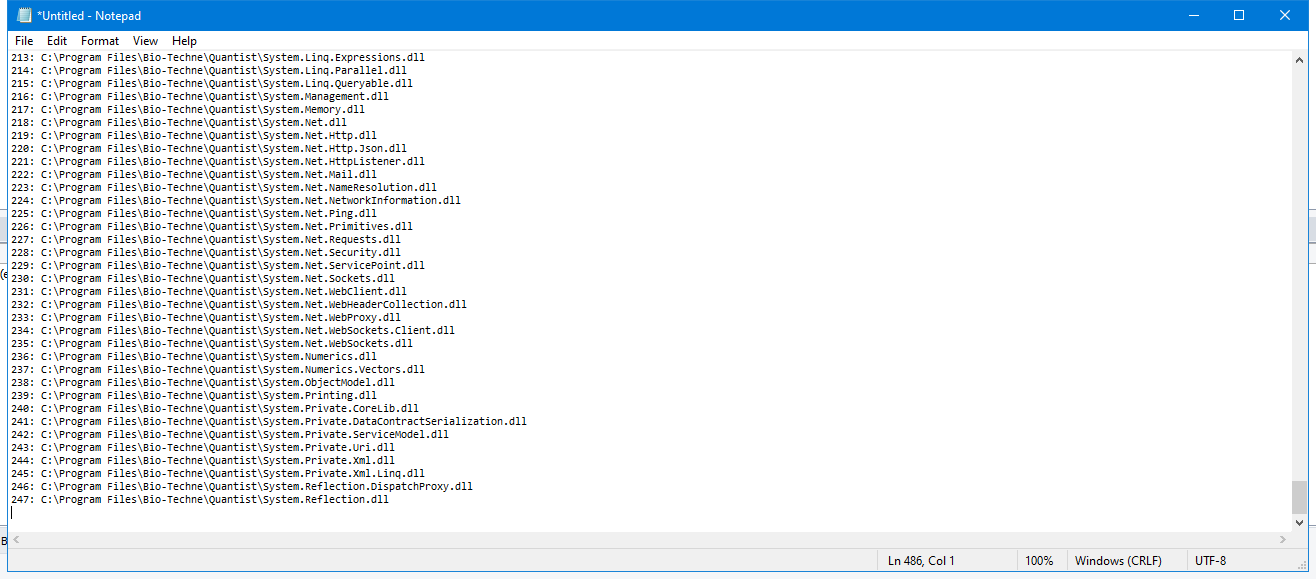 *Untitled - Notepad
File Edit Format View Help
213: C:\Program Files\Bio-Techne\Quantist\System.Linq.Expressions.dll
214: C:\Program Files\Bio-Techne\Quantist\System.Linq.Parallel.dll
215: C:\Program Files\Bio-Techne\Quantist\System.Linq.Queryable.dll
216: C:\Program Files\Bio-Techne\Quantist\System.Management.dll
217: C:\Program Files\Bio-Techne\Quantist\System.Memory.dll
218: C:\Program Files\Bio-Techne\Quantist\System.Net.dll
219: C:\Program Files\Bio-Techne\Quantist\System.Net.Http.dll
220: C:\Program Files\Bio-Techne\Quantist\System.Net.Http.Json.dll
221: C:\Program Files\Bio-Techne\Quantist\System.Net.HttpListener.dll
222: C:\Program Files\Bio-Techne\Quantist\System.Net.Mail.dll
223: C:\Program Files\Bio-Techne\Quantist\System.Net.NameResolution.dll
224: C:\Program Files\Bio-Techne\Quantist\System.Net.NetworkInformation.dll
225: C:\Program Files\Bio-Techne\Quantist\System.Net.Ping.dll
226: C:\Program Files\Bio-Techne\Quantist\System.Net.Primitives.dll
227: C:\Program Files\Bio-Techne\Quantist\System.Net.Requests.dll
228: C:\Program Files\Bio-Techne\Quantist\System.Net.Security.dll
229: C:\Program Files\Bio-Techne\Quantist\System.Net.ServicePoint.dll
230: C:\Program Files\Bio-Techne\Quantist\System.Net.Sockets.dll
231: C:\Program Files\Bio-Techne\Quantist\System.Net.WebClient.dll
232: C:\Program Files\Bio-Techne\Quantist\System.Net.WebHeaderCollection.dll
233: C:\Program Files\Bio-Techne\Quantist\System.Net.WebProxy.dll
234: C:\Program Files\Bio-Techne\Quantist\System.Net.WebSockets.Client.dll
235: C:\Program Files\Bio-Techne\Quantist\System.Net.WebSockets.dll
236: C:\Program Files\Bio-Techne\Quantist\System.Numerics.dll
237: C:\Program Files\Bio-Techne\Quantist\System.Numerics.Vectors.dll
238: C:\Program Files\Bio-Techne\Quantist\System.ObjectModel.dll
239: C:\Program Files\Bio-Techne\Quantist\System.Printing.dll
240: C:\Program Files\Bio-Techne\Quantist\System.Private.CoreLib.dll
241: C:\Program Files\Bio-Techne\Quantist\System.Private.DataContractSerialization.dll
242: C:\Program Files\Bio-Techne\Quantist\System.Private.ServiceModel.dll
243: C:\Program Files\Bio-Techne\Quantist\System.Private.Uri.dll
244: C:\Program Files\Bio-Techne\Quantist\System.Private.Xml.dll
245: C:\Program Files\Bio-Techne\Quantist\System.Private.Xml.Linq.dll
246: C:\Program Files\Bio-Techne\Quantist\System.Reflection.DispatchProxy.dll
247: C:\Program Files\Bio-Techne\Quantist\System.Reflection.dll
Ln 486, Col 1 100% Windows (CRLF) UTF-8